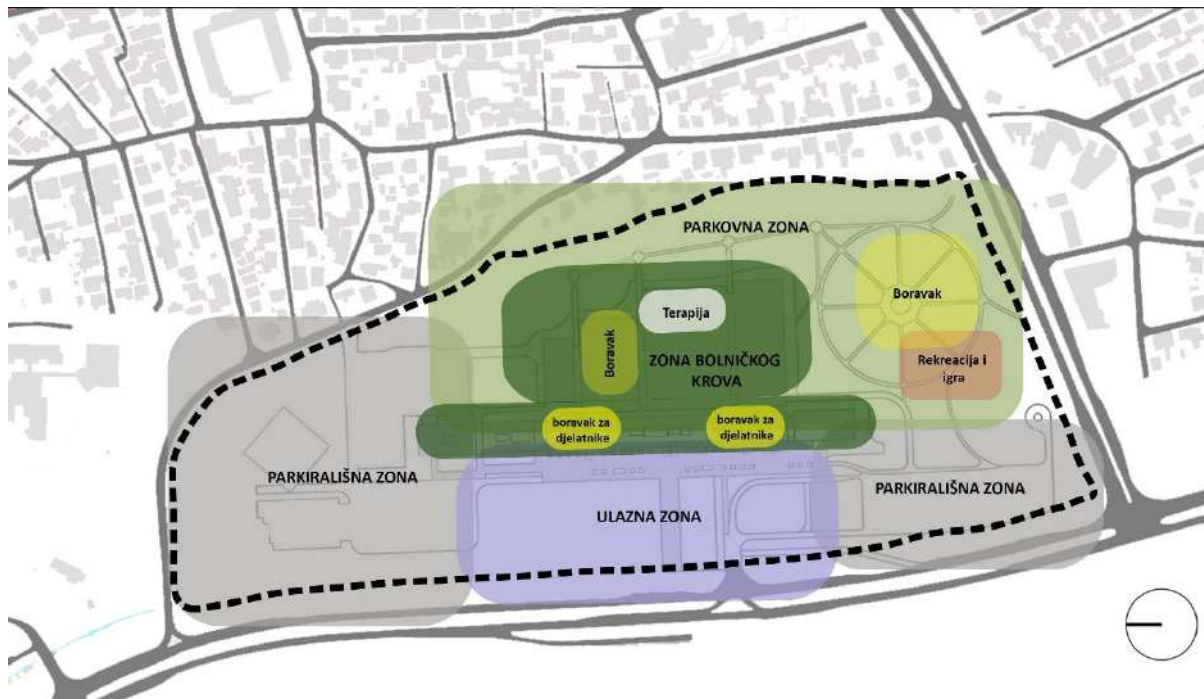 PARKOVNA ZONA
Boravak
Terapija
Boravak
ZONA BOLNIČKOG
KROVA
Rekreacija i
igra
boravak za
djelatnike
boravak za
djelatnike
PARKIRALIŠNA ZONA
PARKIRALIŠNA ZONA
ULAZNA ZONA